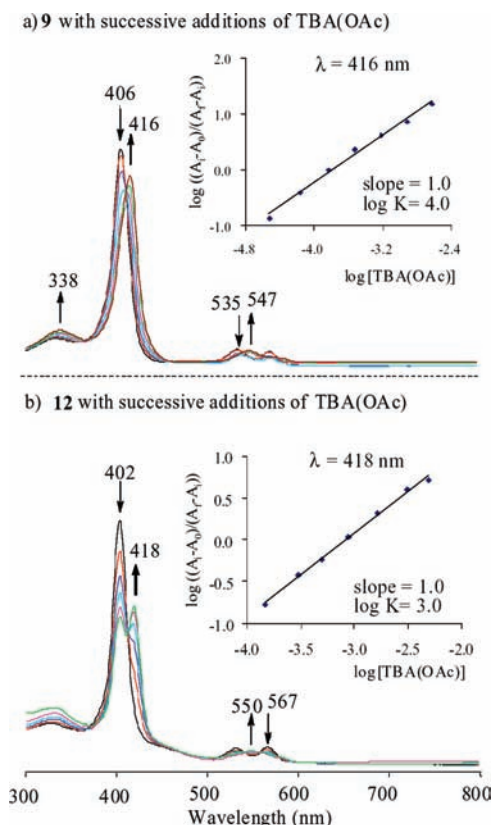 a) 9 with successive additions of TBA(OAc)
λ = 416 nm
406
416
338
535
547
log ((Aᵢ-A₀)/(A_f-Aᵢ))
2.0
1.0
0.0
-1.0
slope = 1.0
log K= 4.0
-4.8 -4.0 -3.2 -2.4
log[TBA(OAc)]
b) 12 with successive additions of TBA(OAc)
λ = 418 nm
402
418
550
567
log ((Aᵢ-A₀)/(A_f-Aᵢ))
1.0
0.5
0.0
-0.5
-1.0
slope = 1.0
log K= 3.0
-4.0 -3.5 -3.0 -2.5 -2.0
log[TBA(OAc)]
300 400 500 600 700 800
Wavelength (nm)